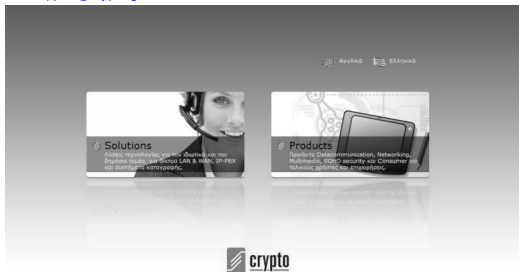 Αγγλικά Ελληνικά
Solutions
Λύσεις τεχνολογίας για τον ιδιωτικό και τον
δημόσιο τομέα, για δίκτυα LAN & WAN, IP-PBX
και συστήματα καταγραφής.
Products
Προϊόντα Datacommunication, Networking,
Multimedia, SOHO security και Consumer για
τελικούς χρήστες και επιχειρήσεις.
crypto